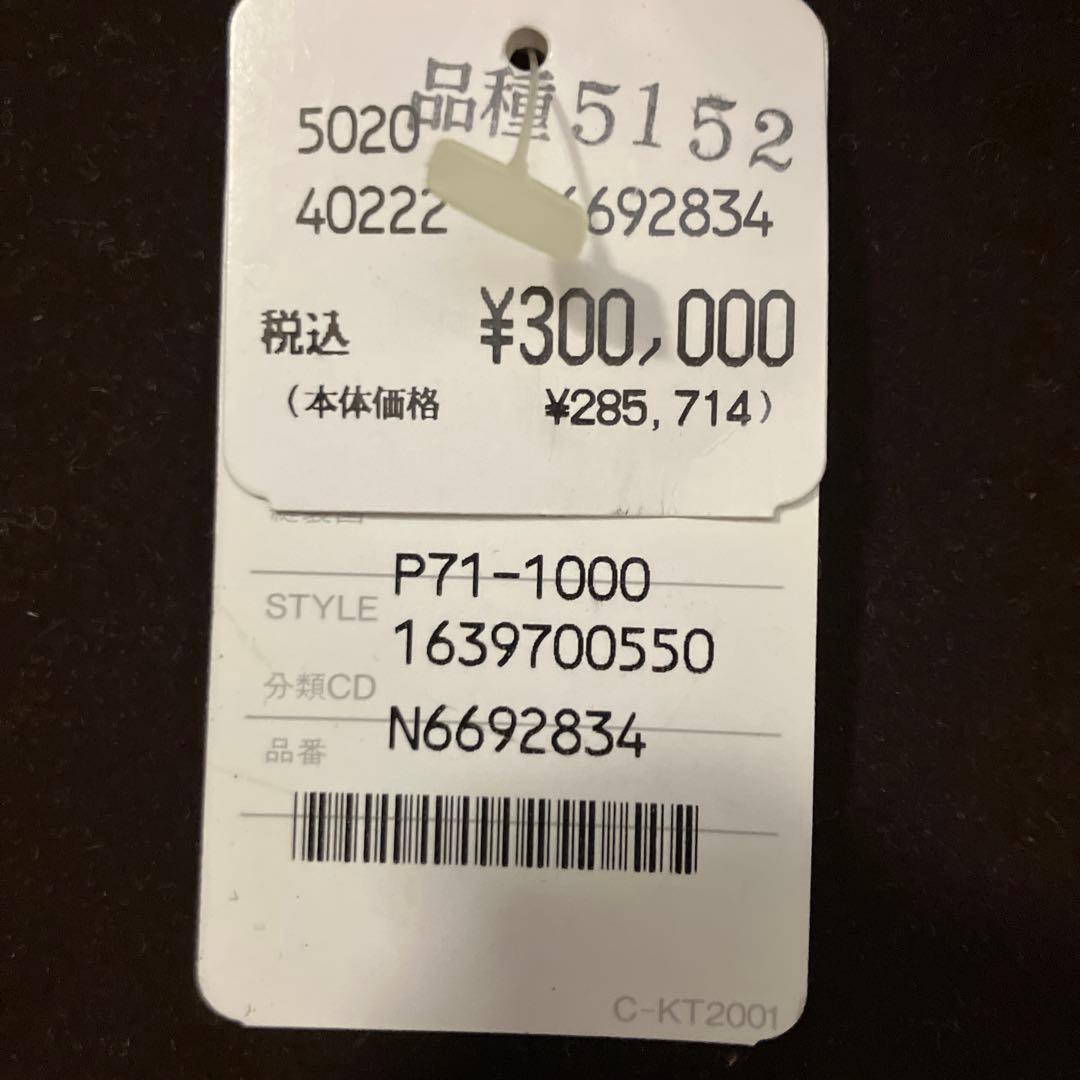 品種5152
5020
40222 6692834
税込 ¥300,000
(本体価格 ¥285,714)
P71-1000
STYLE
1639700550
分類CD
N6692834
品番
C-KT2001